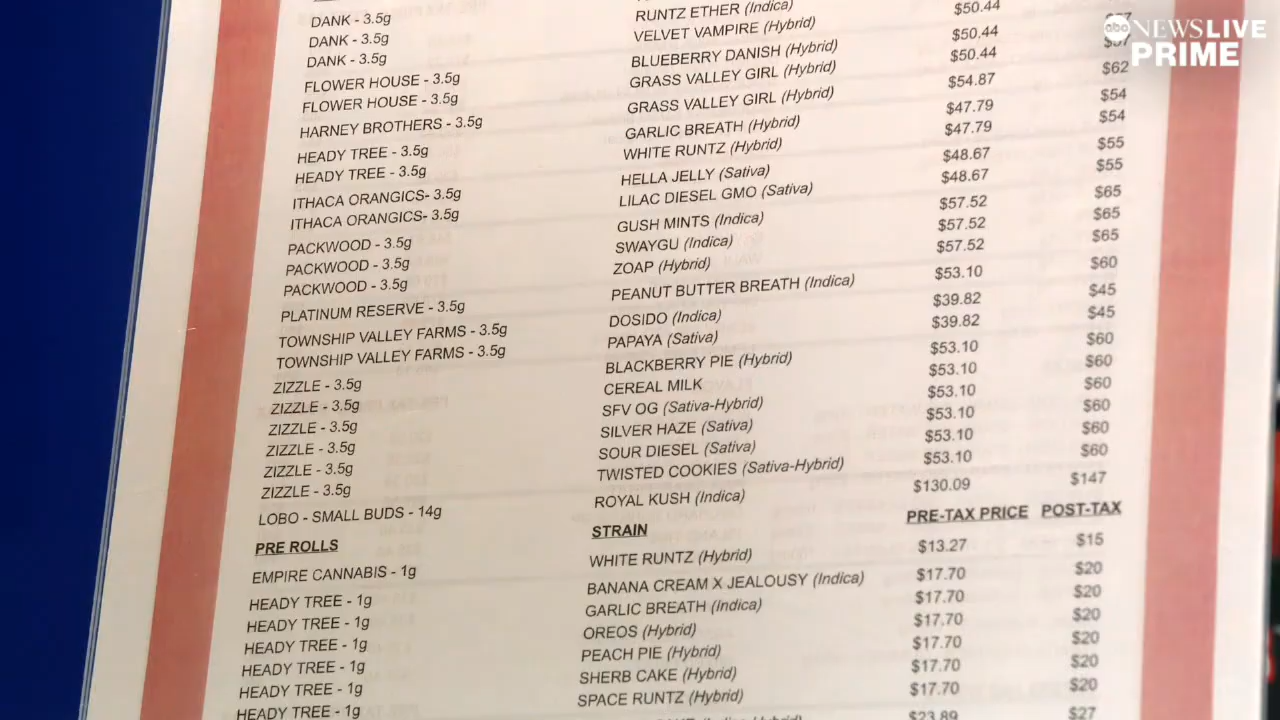 abc NEWS LIVE PRIME
DANK - 3.5g
DANK - 3.5g RUNTZ ETHER (Indica)
DANK - 3.5g VELVET VAMPIRE (Hybrid) $50.44
FLOWER HOUSE - 3.5g BLUEBERRY DANISH (Hybrid) $50.44
FLOWER HOUSE - 3.5g GRASS VALLEY GIRL (Hybrid) $50.44 $57
HARNEY BROTHERS - 3.5g GRASS VALLEY GIRL (Hybrid) $54.87 $62
HEADY TREE - 3.5g GARLIC BREATH (Hybrid) $47.79 $54
HEADY TREE - 3.5g WHITE RUNTZ (Hybrid) $47.79 $54
ITHACA ORANGICS- 3.5g HELLA JELLY (Sativa) $48.67 $55
ITHACA ORANGICS- 3.5g LILAC DIESEL GMO (Sativa) $48.67 $55
PACKWOOD - 3.5g GUSH MINTS (Indica) $57.52 $65
PACKWOOD - 3.5g SWAYGU (Indica) $57.52 $65
PACKWOOD - 3.5g ZOAP (Hybrid) $57.52 $65
PLATINUM RESERVE - 3.5g PEANUT BUTTER BREATH (Indica) $53.10 $60
TOWNSHIP VALLEY FARMS - 3.5g DOSIDO (Indica) $39.82 $45
TOWNSHIP VALLEY FARMS - 3.5g PAPAYA (Sativa) $39.82 $45
ZIZZLE - 3.5g BLACKBERRY PIE (Hybrid) $53.10 $60
ZIZZLE - 3.5g CEREAL MILK $53.10 $60
ZIZZLE - 3.5g SFV OG (Sativa-Hybrid) $53.10 $60
ZIZZLE - 3.5g SILVER HAZE (Sativa) $53.10 $60
ZIZZLE - 3.5g SOUR DIESEL (Sativa) $53.10 $60
ZIZZLE - 3.5g TWISTED COOKIES (Sativa-Hybrid) $53.10 $60
LOBO - SMALL BUDS - 14g ROYAL KUSH (Indica) $130.09 $147
PRE ROLLS STRAIN PRE-TAX PRICE POST-TAX
EMPIRE CANNABIS - 1g WHITE RUNTZ (Hybrid) $13.27 $15
HEADY TREE - 1g BANANA CREAM X JEALOUSY (Indica) $17.70 $20
HEADY TREE - 1g GARLIC BREATH (Indica) $17.70 $20
HEADY TREE - 1g OREOS (Hybrid) $17.70 $20
HEADY TREE - 1g PEACH PIE (Hybrid) $17.70 $20
HEADY TREE - 1g SHERB CAKE (Hybrid) $17.70 $20
HEADY TREE - 1g SPACE RUNTZ (Hybrid) $17.70 $20
$23.89 $27